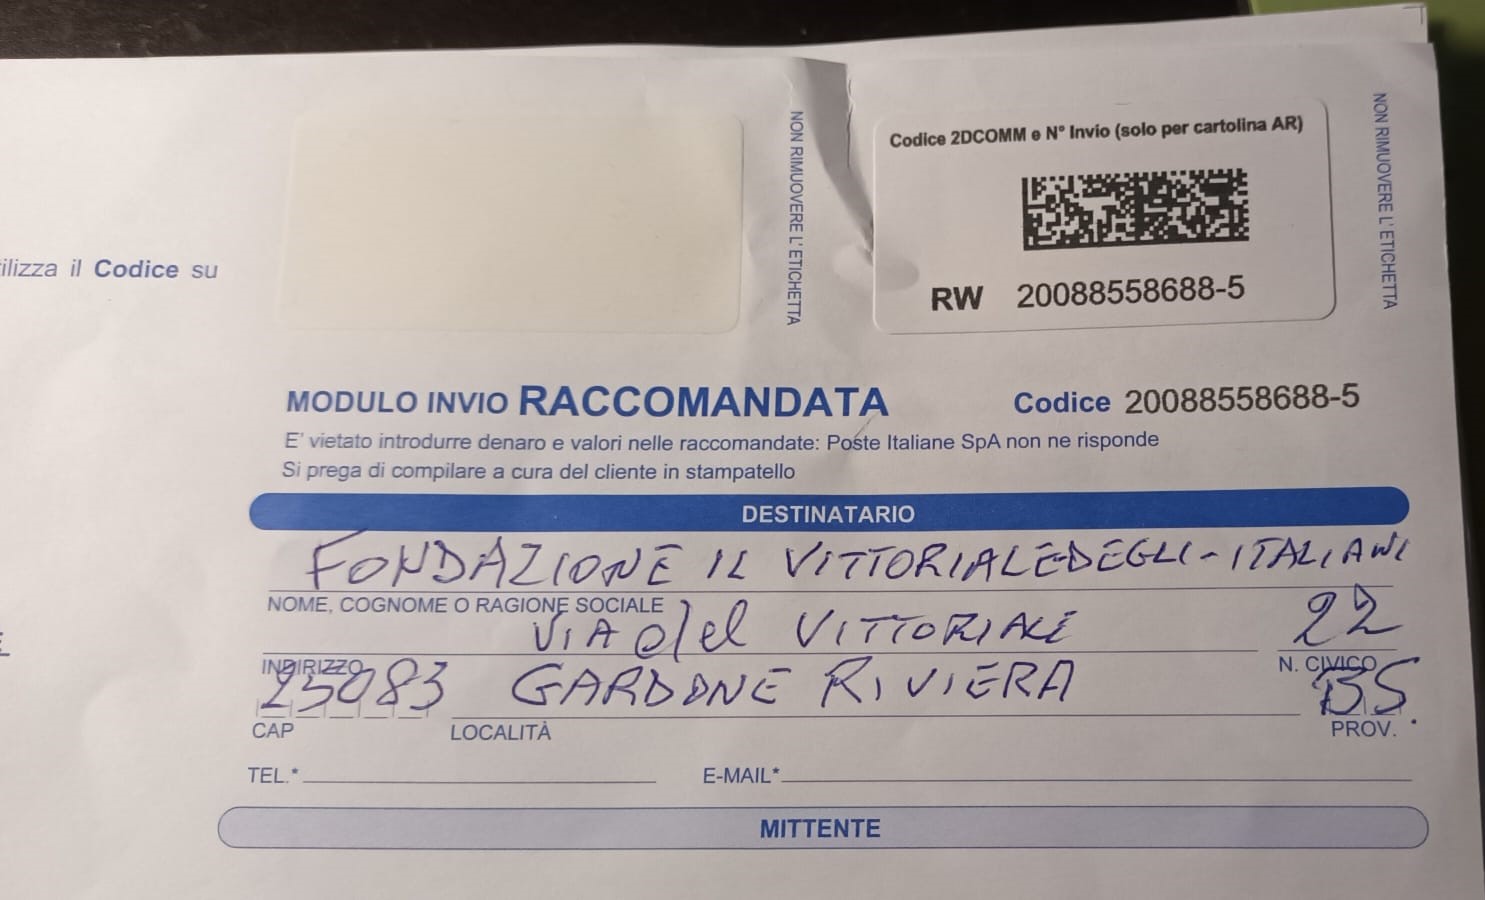 Codice 2DCOMM e N° Invio (solo per cartolina AR)
NON RIMUOVERE L'ETICHETTA
NON RIMUOVERE L'ETICHETTA
ilizza il Codice su
RW 20088558688-5
MODULO INVIO RACCOMANDATA
Codice 20088558688-5
E' vietato introdurre denaro e valori nelle raccomandate: Poste Italiane SpA non ne risponde
Si prega di compilare a cura del cliente in stampatello
DESTINATARIO
FONDAZIONE IL VITTORIALE DEGLI-ITALIANI
NOME, COGNOME O RAGIONE SOCIALE
VIA del VITTORIALE 22
INDIRIZZO
N. CIVICO
25083 GARDONE RIVIERA BS.
CAP
LOCALITÀ
PROV.
TEL.*
E-MAIL*
MITTENTE